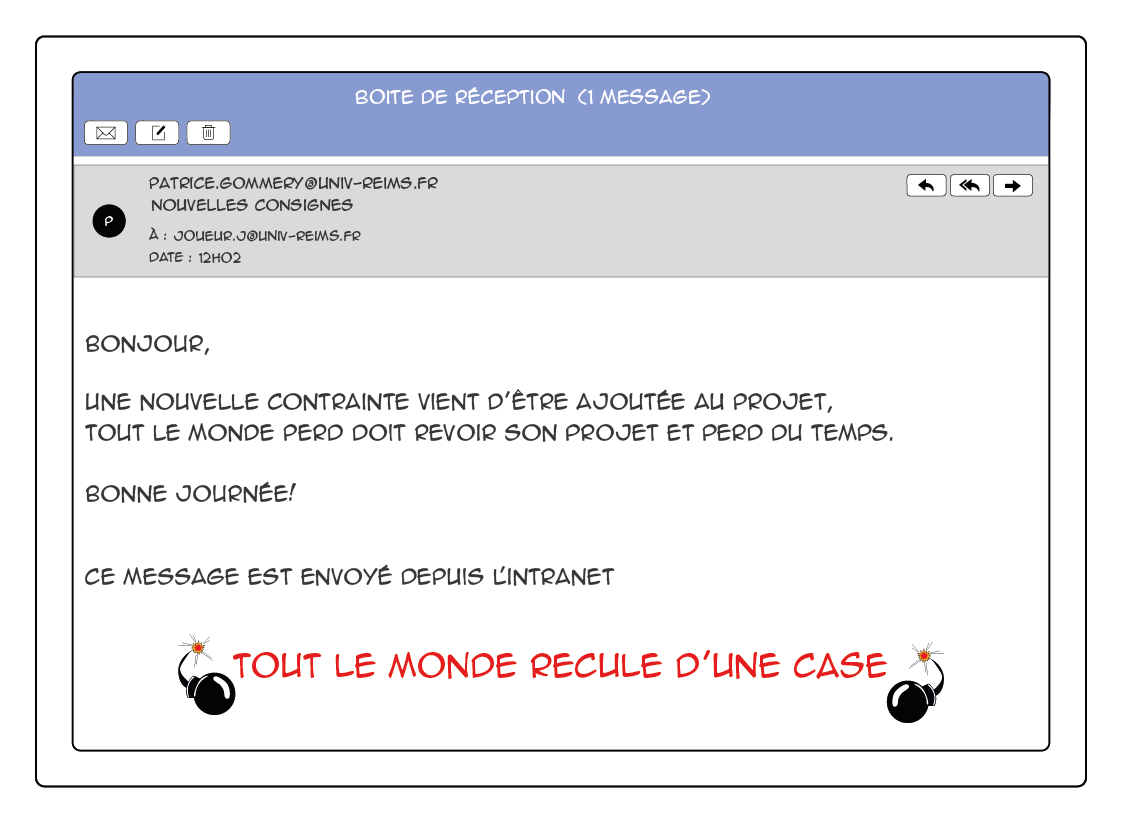 BOITE DE RÉCEPTION (1 MESSAGE)
PATRICE.GOMMERY@UNIV-REIMS.FR
NOUVELLES CONSIGNES
P
À : JOUEUR.J@UNIV-REIMS.FR
DATE : 12H02
BONJOUR,
UNE NOUVELLE CONTRAINTE VIENT D'ÊTRE AJOUTÉE AU PROJET,
TOUT LE MONDE PERD DOIT REVOIR SON PROJET ET PERD DU TEMPS.
BONNE JOURNÉE!
CE MESSAGE EST ENVOYÉ DEPUIS L'INTRANET
TOUT LE MONDE RECULE D'UNE CASE